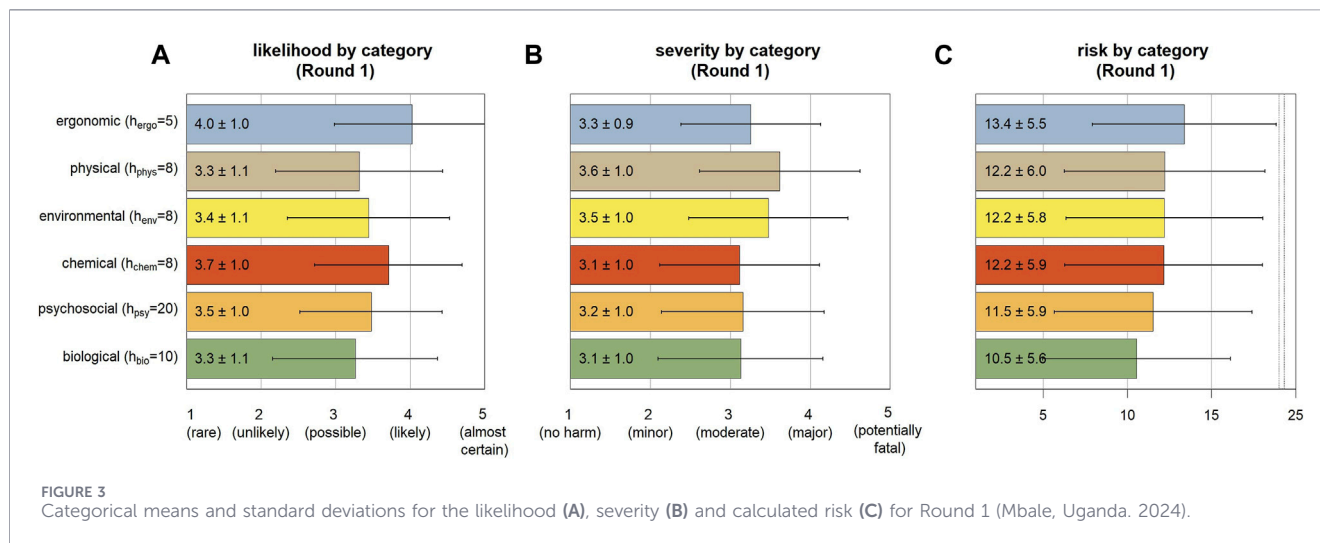 A
likelihood by category
(Round 1)
B
severity by category
(Round 1)
C
risk by category
(Round 1)
ergonomic (hergo=5)
4.0 ± 1.0
3.3 ± 0.9
13.4 ± 5.5
physical (hphys=8)
3.3 ± 1.1
3.6 ± 1.0
12.2 ± 6.0
environmental (henv=8)
3.4 ± 1.1
3.5 ± 1.0
12.2 ± 5.8
chemical (hchem=8)
3.7 ± 1.0
3.1 ± 1.0
12.2 ± 5.9
psychosocial (hpsy=20)
3.5 ± 1.0
3.2 ± 1.0
11.5 ± 5.9
biological (hbio=10)
3.3 ± 1.1
3.1 ± 1.0
10.5 ± 5.6
1 2 3 4 5
(rare) (unlikely) (possible) (likely) (almost
certain)
1 2 3 4 5
(no harm) (minor) (moderate) (major) (potentially
fatal)
5 10 15 25
FIGURE 3
Categorical means and standard deviations for the likelihood (A), severity (B) and calculated risk (C) for Round 1 (Mbale, Uganda. 2024).